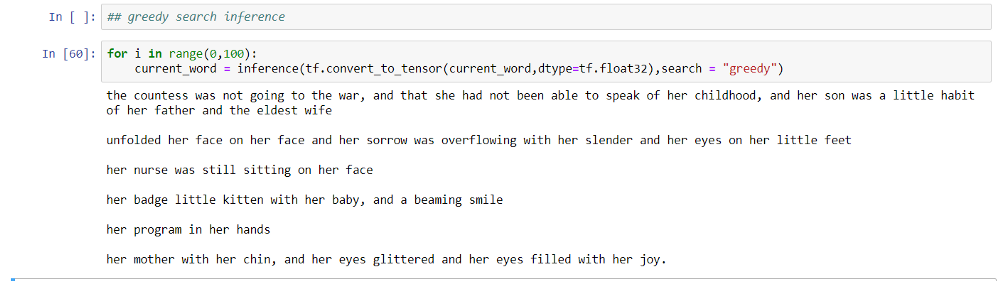 In [ ]: ## greedy search inference
In [60]: for i in range(0,100):
current_word = inference(tf.convert_to_tensor(current_word,dtype=tf.float32),search = "greedy")
the countess was not going to the war, and that she had not been able to speak of her childhood, and her son was a little habit
of her father and the eldest wife
unfolded her face on her face and her sorrow was overflowing with her slender and her eyes on her little feet
her nurse was still sitting on her face
her badge little kitten with her baby, and a beaming smile
her program in her hands
her mother with her chin, and her eyes glittered and her eyes filled with her joy.